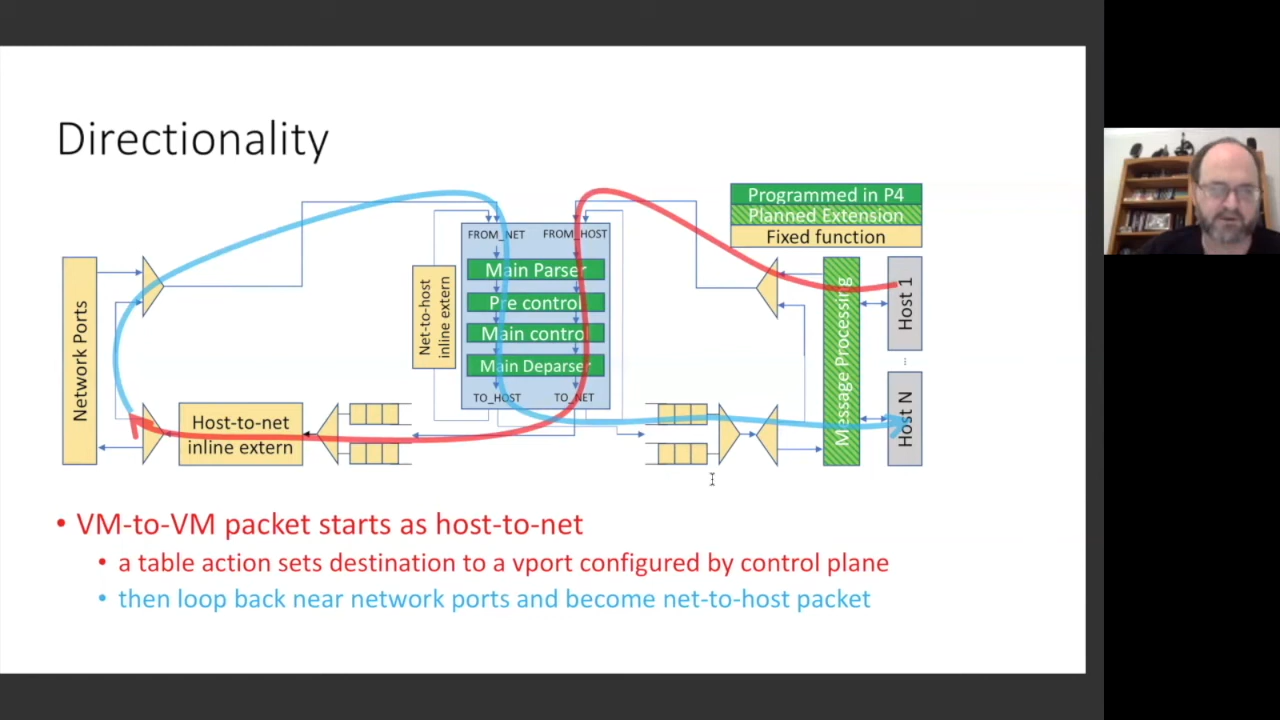 Directionality
Programmed in P4
Planned Extension
Fixed function
FROM_NET
FROM_HOST
Main Parser
Pre control
Main control
Main Deparser
TO_HOST
TO_NET
Network Ports
Net-to-host
inline extern
Host-to-net
inline extern
Message Processing
Host 1
...
Host N
• VM-to-VM packet starts as host-to-net
• a table action sets destination to a vport configured by control plane
• then loop back near network ports and become net-to-host packet